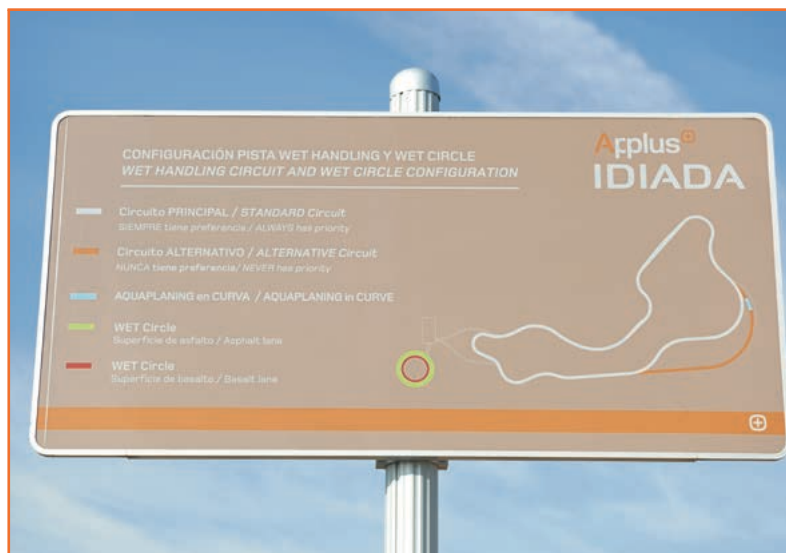 CONFIGURACIÓN PISTA WET HANDLING Y WET CIRCLE
WET HANDLING CIRCUIT AND WET CIRCLE CONFIGURATION
Applus+
IDIADA
Circuito PRINCIPAL / STANDARD Circuit
SIEMPRE tiene preferencia / ALWAYS has priority
Circuito ALTERNATIVO / ALTERNATIVE Circuit
NUNCA tiene preferencia/ NEVER has priority
AQUAPLANING en CURVA / AQUAPLANING in CURVE
WET Circle
Superficie de asfalto / Asphalt lane
WET Circle
Superficie de basalto / Basalt lane